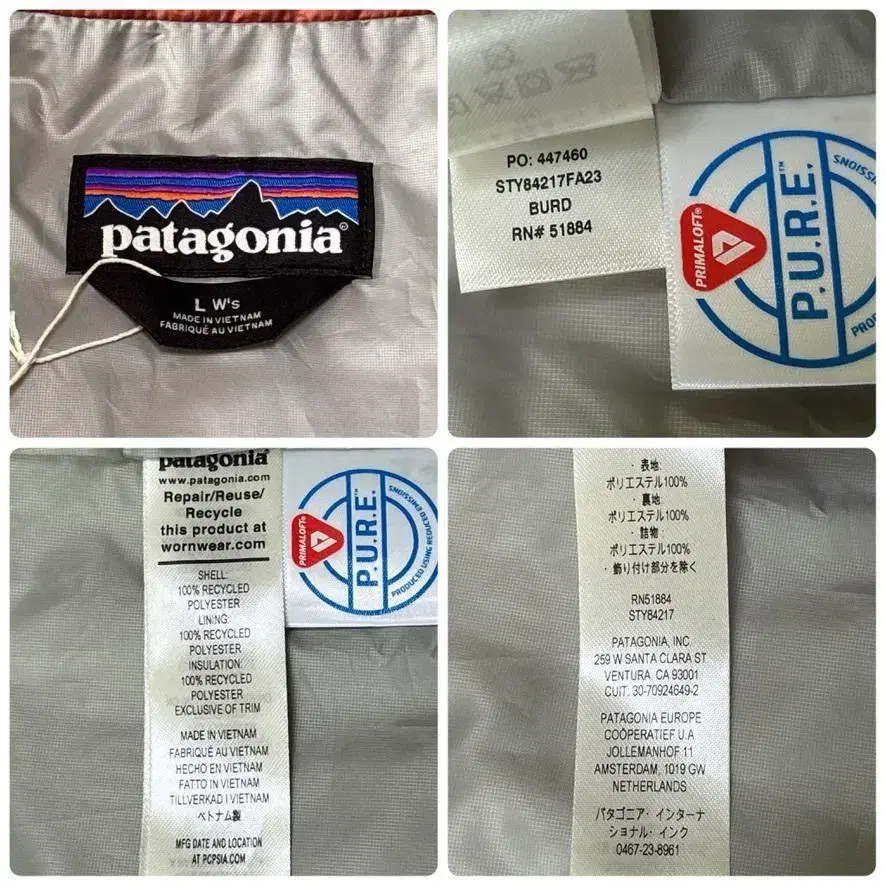 patagonia®
L W's
MADE IN VIETNAM
FABRIQUÉ AU VIETNAM
PO: 447460
STY84217FA23
BURD
RN# 51884
PRIMALOFT®
P.U.R.E.™
patagonia®
www.patagonia.com
Repair/Reuse/
Recycle
this product at
wornwear.com
SHELL:
100% RECYCLED
POLYESTER
LINING:
100% RECYCLED
POLYESTER
INSULATION:
100% RECYCLED
POLYESTER
EXCLUSIVE OF TRIM
MADE IN VIETNAM
FABRIQUÉ AU VIETNAM
HECHO EN VIETNAM
FATTO IN VIETNAM
TILLVERKAD I VIETNAM
ベトナム製
MFG DATE AND LOCATION
AT PCPSIA.COM
PRIMALOFT®
P.U.R.E.™
PRODUCED USING REDUCED EMISSIONS
・表地:
ポリエステル100%
・裏地:
ポリエステル100%
・詰物:
ポリエステル100%
・飾り付け部分を除く
RN51884
STY84217
PATAGONIA, INC.
259 W SANTA CLARA ST
VENTURA CA 93001
CUIT. 30-70924649-2
PATAGONIA EUROPE
COÖPERATIEF U.A
JOLLEMANHOF 11
AMSTERDAM, 1019 GW
NETHERLANDS
パタゴニア・インターナ
ショナル・インク
0467-23-8961